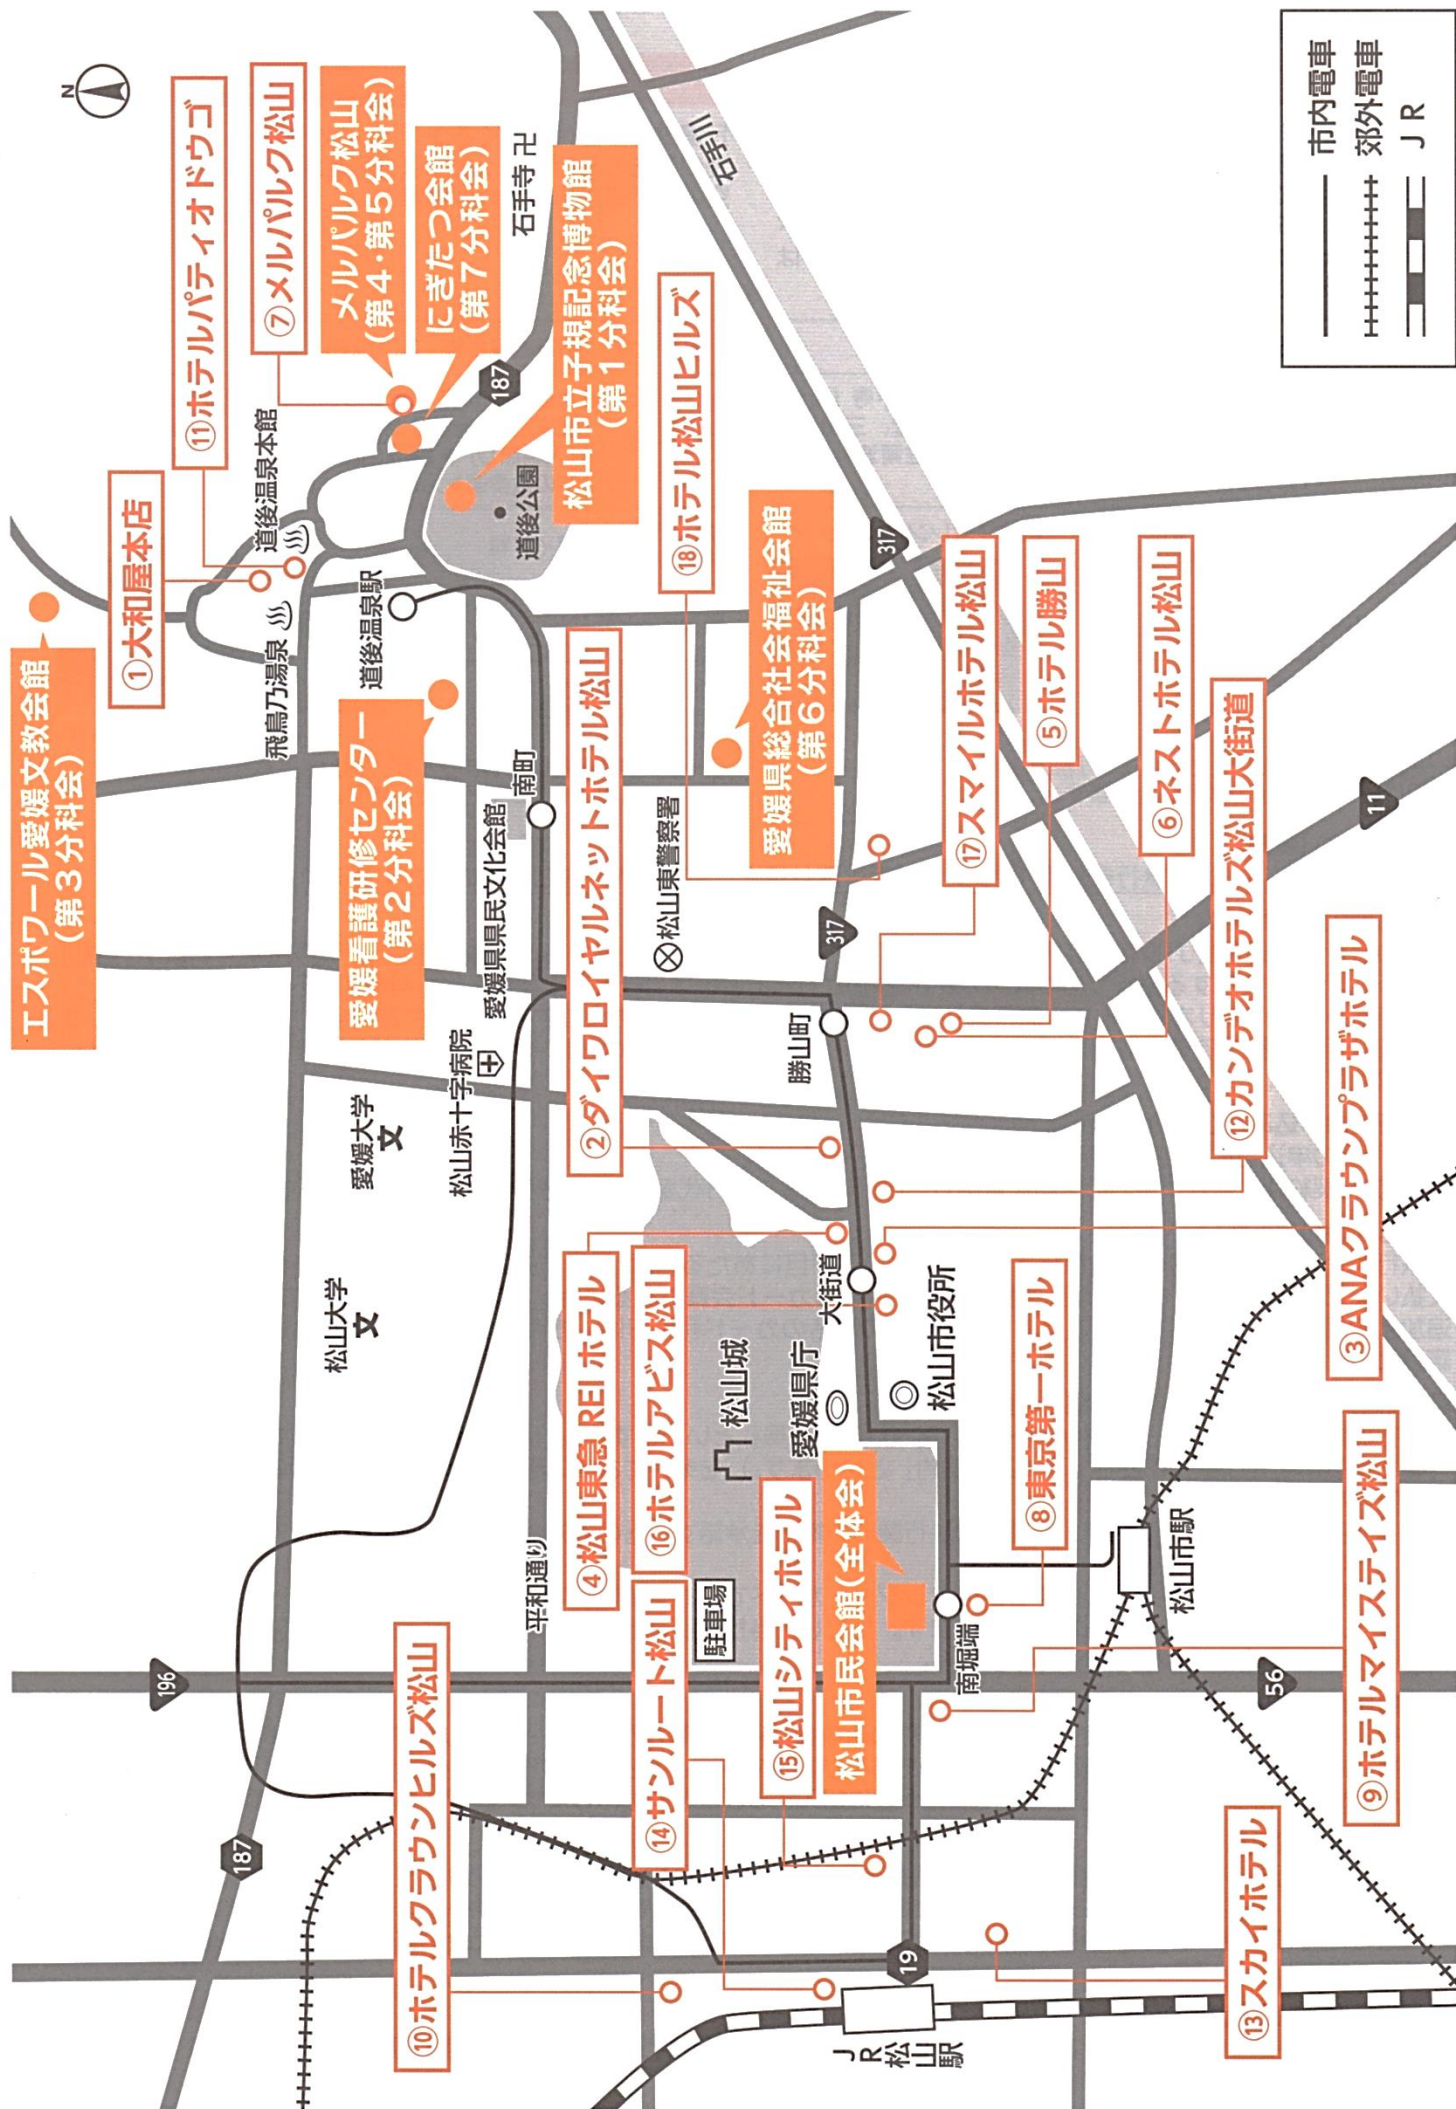 N
エスポワール愛媛文教会館
(第3分科会)
①大和屋本店
⑪ホテルパティオドウゴ
⑦メルパルク松山
メルパルク松山
(第4・第5分科会)
にぎたつ会館
(第7分科会)
石手寺
卍
松山市立子規記念博物館
(第1分科会)
道後温泉本館
飛鳥乃湯泉
道後温泉駅
道後公園
187
愛媛看護研修センター
(第2分科会)
南町
愛媛県県民文化会館
愛媛大学
文
松山赤十字病院
松山大学
文
②ダイワロイヤルネットホテル松山
⑱ホテル松山ヒルズ
愛媛県総合社会福祉会館
(第6分科会)
松山東警察署
石手川
317
317
⑰スマイルホテル松山
⑤ホテル勝山
⑥ネストホテル松山
⑫カンデオホテルズ松山大街道
③ANAクラウンプラザホテル
11
勝山町
大街道
④松山東急 REI ホテル
⑯ホテルアビス松山
松山城
愛媛県庁
松山市役所
⑧東京第一ホテル
平和通り
駐車場
⑮松山シティホテル
松山市民会館(全体会)
南堀端
松山市駅
196
187
⑩ホテルクラウンヒルズ松山
⑭サンルート松山
56
⑨ホテルマイステイズ松山
19
JR松山駅
⑬スカイホテル
市内電車
郊外電車
JR